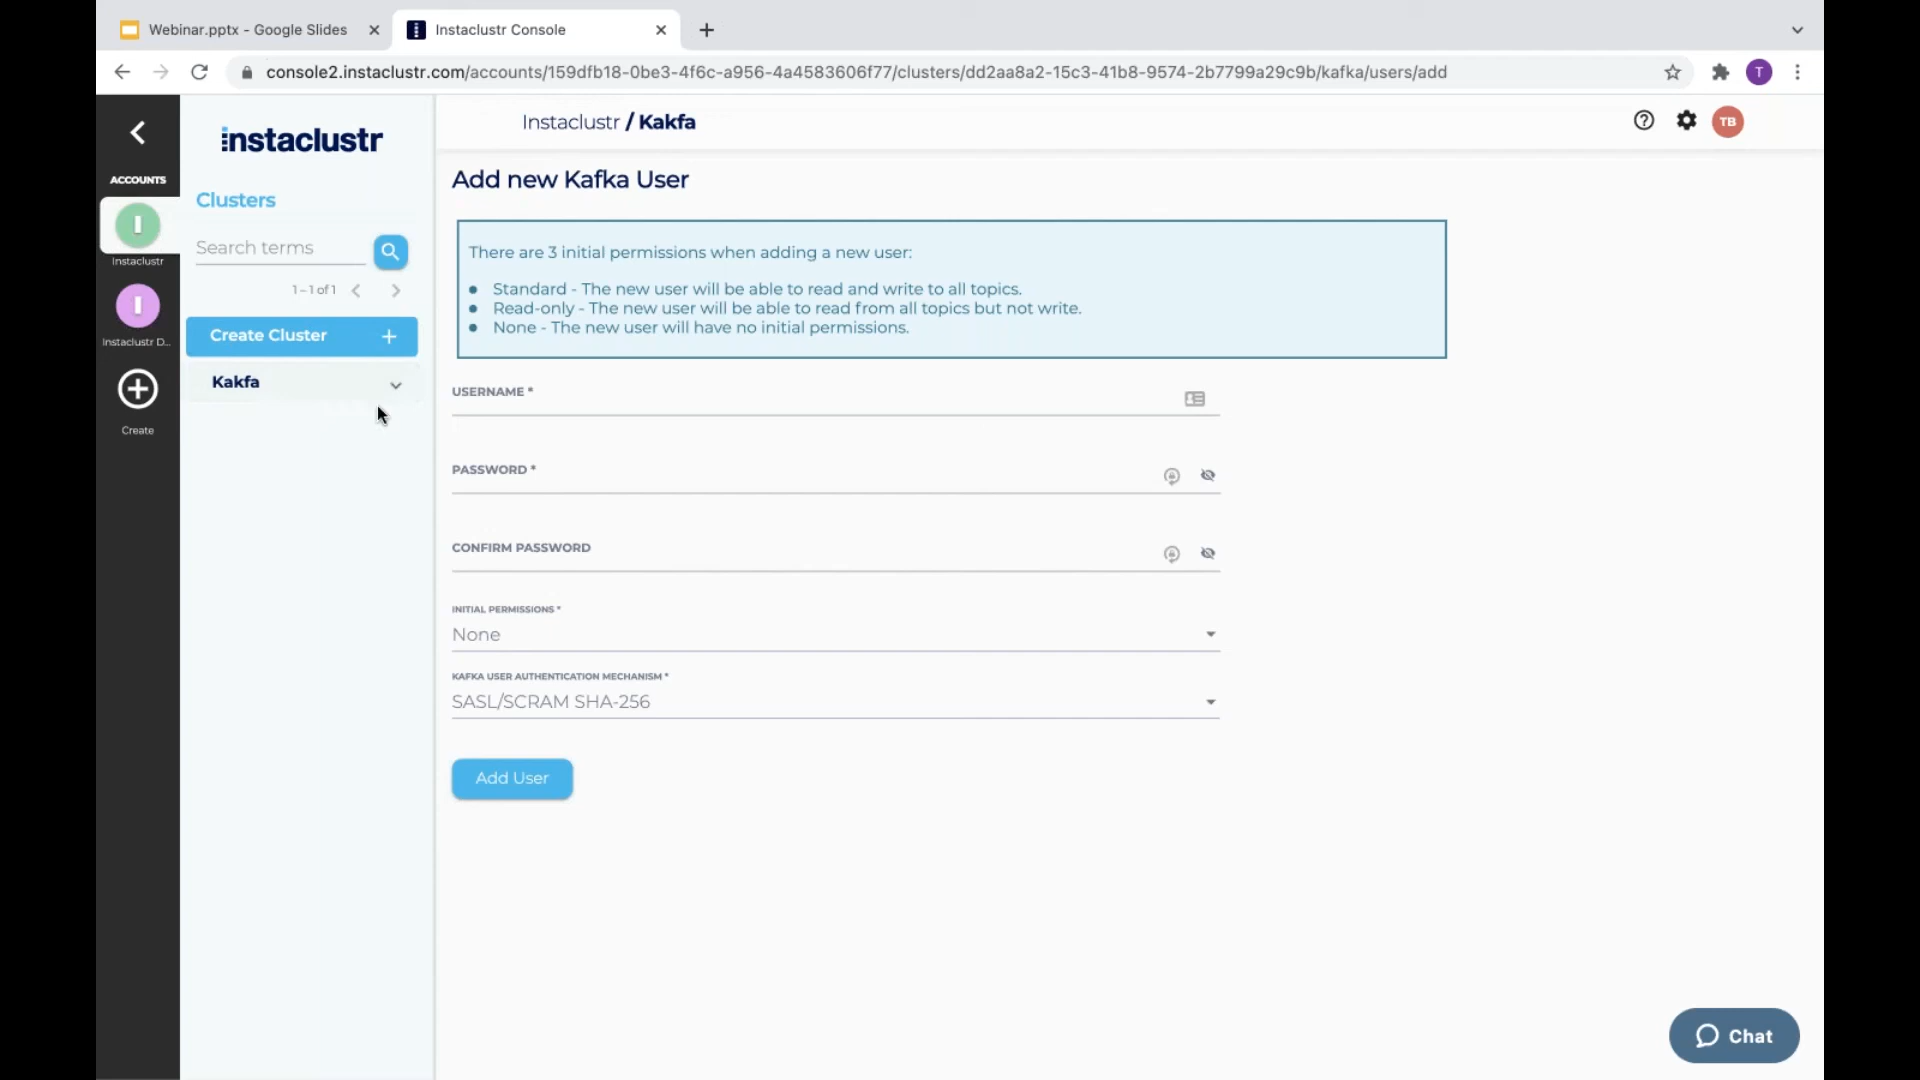 Webinar.pptx - Google Slides
Instaclustr Console
console2.instaclustr.com/accounts/159dfb18-0be3-4f6c-a956-4a4583606f77/clusters/dd2aa8a2-15c3-41b8-9574-2b7799a29c9b/kafka/users/add
T
instaclustr
Instaclustr / Kakfa
TB
ACCOUNTS
I
Instaclustr
I
Instaclustr D...
Create
Clusters
Search terms
1 – 1 of 1
Create Cluster +
Kakfa
Add new Kafka User
There are 3 initial permissions when adding a new user:
Standard - The new user will be able to read and write to all topics.
Read-only - The new user will be able to read from all topics but not write.
None - The new user will have no initial permissions.
USERNAME *
PASSWORD *
CONFIRM PASSWORD
INITIAL PERMISSIONS *
None
KAFKA USER AUTHENTICATION MECHANISM *
SASL/SCRAM SHA-256
Add User
Chat